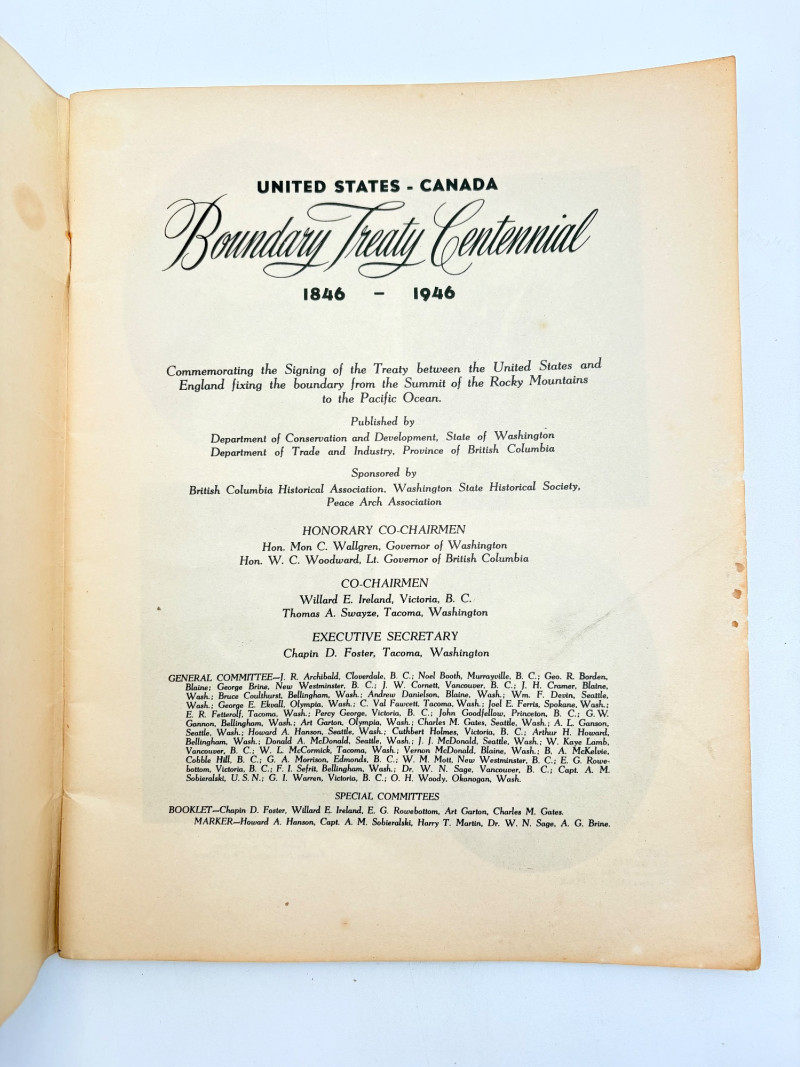 UNITED STATES - CANADA
Boundary Treaty Centennial
1846 – 1946
Commemorating the Signing of the Treaty between the United States and
England fixing the boundary from the Summit of the Rocky Mountains
to the Pacific Ocean.
Published by
Department of Conservation and Development, State of Washington
Department of Trade and Industry, Province of British Columbia
Sponsored by
British Columbia Historical Association, Washington State Historical Society,
Peace Arch Association
HONORARY CO-CHAIRMEN
Hon. Mon C. Wallgren, Governor of Washington
Hon. W. C. Woodward, Lt. Governor of British Columbia
CO-CHAIRMEN
Willard E. Ireland, Victoria, B. C.
Thomas A. Swayze, Tacoma, Washington
EXECUTIVE SECRETARY
Chapin D. Foster, Tacoma, Washington
GENERAL COMMITTEE—J. R. Archibald, Cloverdale, B. C.; Noel Booth, Murrayville, B. C.; Geo. R. Borden,
Blaine; George Brine, New Westminster, B. C.; J. W. Cornett, Vancouver, B. C.; J. H. Cramer, Blaine,
Wash.; Bruce Coulthurst, Bellingham, Wash.; Andrew Danielson, Blaine, Wash.; Wm. F. Devin, Seattle,
Wash.; George E. Ekvall, Olympia, Wash.; C. Val Fawcett, Tacoma, Wash.; Joel E. Ferris, Spokane, Wash.;
E. R. Fetterolf, Tacoma, Wash.; Percy George, Victoria, B. C.; John Goodfellow, Princeton, B. C.; G.W.
Gannon, Bellingham, Wash.; Art Garton, Olympia, Wash.; Charles M. Gates, Seattle, Wash.; A. L. Ganson,
Seattle, Wash.; Howard A. Hanson, Seattle, Wash.; Cuthbert Holmes, Victoria, B. C.; Arthur H. Howard,
Bellingham, Wash.; Donald A. McDonald, Seattle, Wash.; J. J. McDonald, Seattle, Wash.; W. Kaye Lamb,
Vancouver, B. C.; W. L. McCormick, Tacoma, Wash.; Vernon McDonald, Blaine, Wash.; B. A. McKelvie,
Cobble Hill, B. C.; G. A. Morrison, Edmonds, B. C.; W. M. Mott, New Westminster, B. C.; E. G. Rowe-
bottom, Victoria, B. C.; F. I. Sefrit, Bellingham, Wash.; Dr. W. N. Sage, Vancouver, B. C.; Capt. A. M.
Sobieralski, U. S. N.; G. I. Warren, Victoria, B. C.; O. H. Woody, Okanogan, Wash.
SPECIAL COMMITTEES
BOOKLET—Chapin D. Foster, Willard E. Ireland, E. G. Rowebottom, Art Garton, Charles M. Gates.
MARKER—Howard A. Hanson, Capt. A. M. Sobieralski, Harry T. Martin, Dr. W. N. Sage, A. G. Brine.